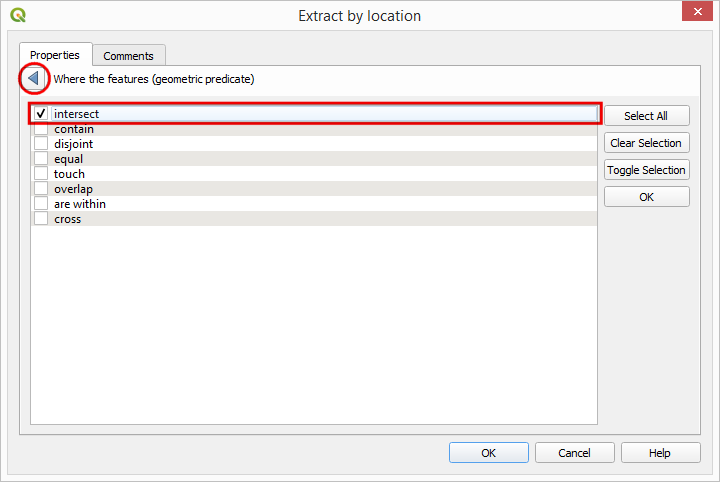 Extract by location
Properties
Comments
Where the features (geometric predicate)
intersect
contain
disjoint
equal
touch
overlap
are within
cross
Select All
Clear Selection
Toggle Selection
OK
OK
Cancel
Help